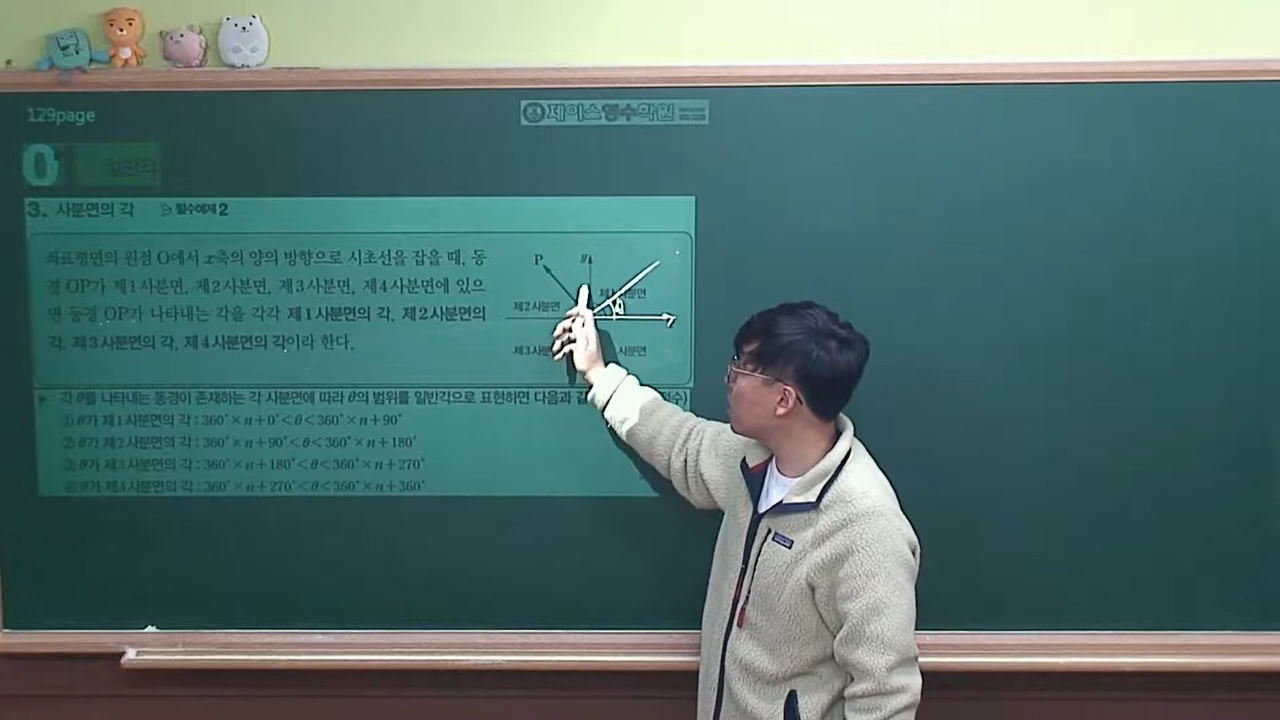 129page
제이스영수학원
0
3. 사분면의 각 필수예제 2
좌표평면의 원점 O에서 x축의 양의 방향으로 시초선을 잡을 때, 동
경 OP가 제1사분면, 제2사분면, 제3사분면, 제4사분면에 있으
면 동경 OP가 나타내는 각을 각각 제1사분면의 각, 제2사분면의
각, 제3사분면의 각, 제4사분면의 각이라 한다.
P y
제2사분면
사분면
▶ 각 θ를 나타내는 동경이 존재하는 각 사분면에 따라 θ의 범위를 일반각으로 표현하면 다음과 정수)
① θ가 제1사분면의 각 : 360°×n+0°<θ<360°×n+90°
② θ가 제2사분면의 각 : 360°×n+90°<θ<360°×n+180°
③ θ가 제3사분면의 각 : 360°×n+180°<θ<360°×n+270°
④ θ가 제4사분면의 각 : 360°×n+270°<θ<360°×n+360°